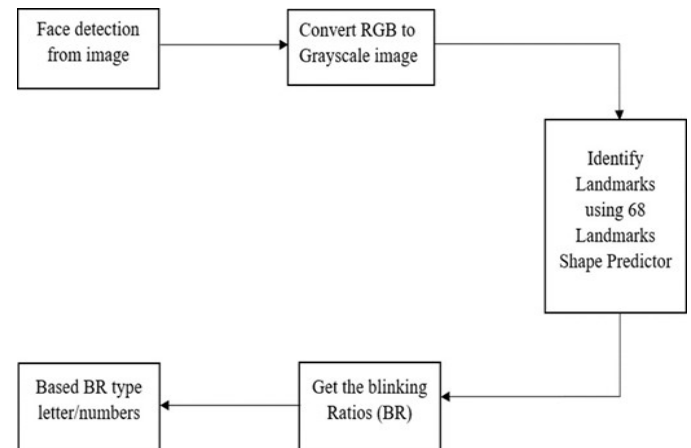 Face detection
from image
Convert RGB to
Grayscale image
Identify
Landmarks
using 68
Landmarks
Shape Predictor
Get the blinking
Ratios (BR)
Based BR type
letter/numbers